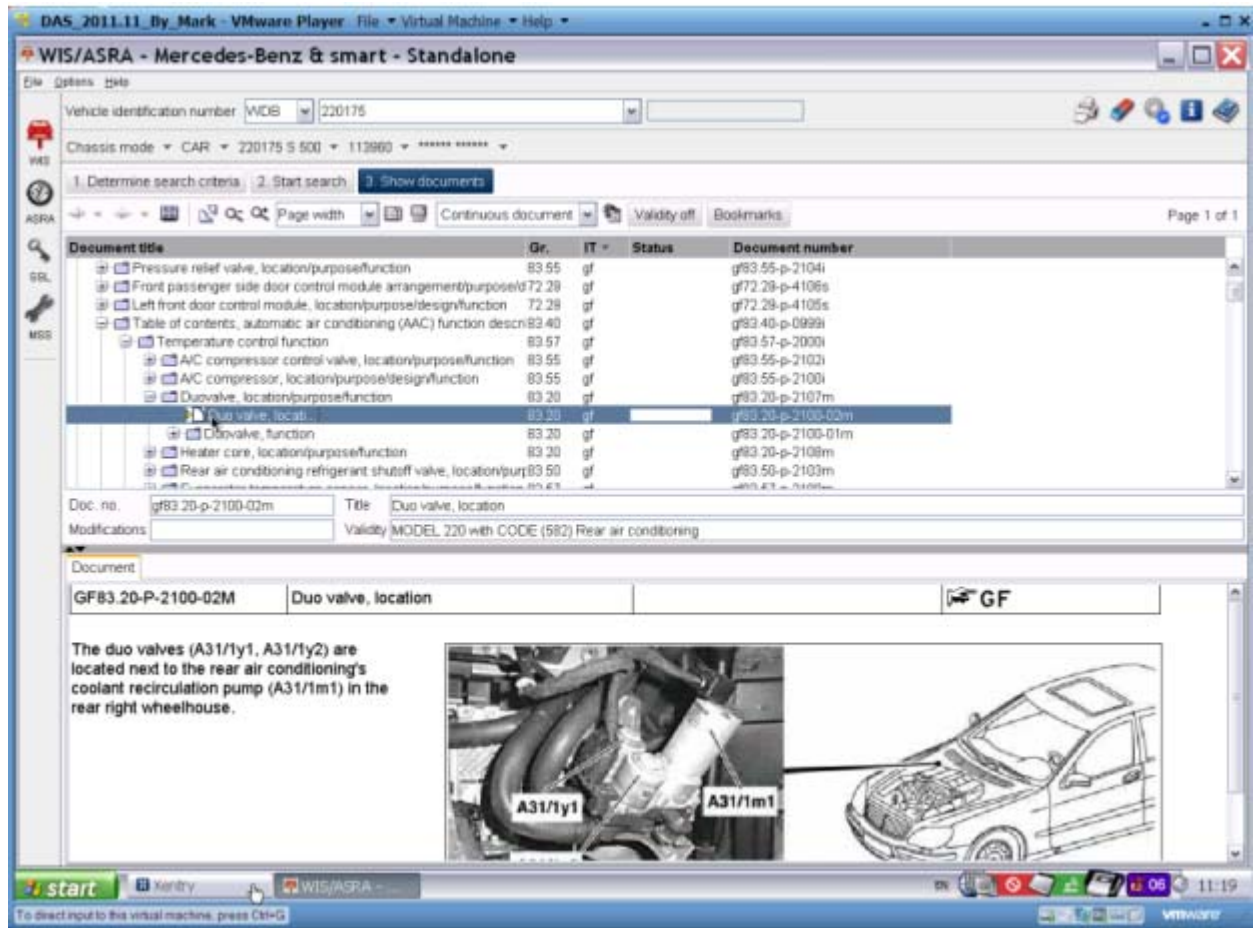 DAS_2011.11_By_Mark - VMware Player File Virtual Machine Help
WIS/ASRA - Mercedes-Benz & smart - Standalone
File Options Help
Vehicle identification number WDB 220175
Chassis mode CAR 220175 S 500 113960 ****** ******
WIS
1. Determine search criteria 2. Start search 3. Show documents
ASRA
Page width Continuous document Validity off Bookmarks Page 1 of 1
Document title Gr. IT Status Document number
Pressure relief valve, location/purpose/function 83.55 gf gf83.55-p-2104i
Front passenger side door control module arrangement/purpose/d 72.29 gf gf72.29-p-4106s
Left front door control module, location/purpose/design/function 72.29 gf gf72.29-p-4105s
Table of contents, automatic air conditioning (AAC) function descri 83.40 gf gf83.40-p-0999i
Temperature control function 83.57 gf gf83.57-p-2000i
A/C compressor control valve, location/purpose/function 83.55 gf gf83.55-p-2102i
A/C compressor, location/purpose/design/function 83.55 gf gf83.55-p-2100i
Duovalve, location/purpose/function 83.20 gf gf83.20-p-2107m
Duo valve, locati... 83.20 gf gf83.20-p-2100-02m
Duovalve, function 83.20 gf gf83.20-p-2100-01m
Heater core, location/purpose/function 83.20 gf gf83.20-p-2108m
Rear air conditioning refrigerant shutoff valve, location/purp 83.50 gf gf83.50-p-2103m
Doc. no. gf83.20-p-2100-02m Title Duo valve, location
Modifications Validity MODEL 220 with CODE (582) Rear air conditioning
Document
GF83.20-P-2100-02M Duo valve, location GF
The duo valves (A31/1y1, A31/1y2) are
located next to the rear air conditioning's
coolant recirculation pump (A31/1m1) in the
rear right wheelhouse.
A31/1y1
A31/1m1
start Xentry WIS/ASRA - ... EN 06 11:19
To direct input to this virtual machine, press Ctrl+G vmware